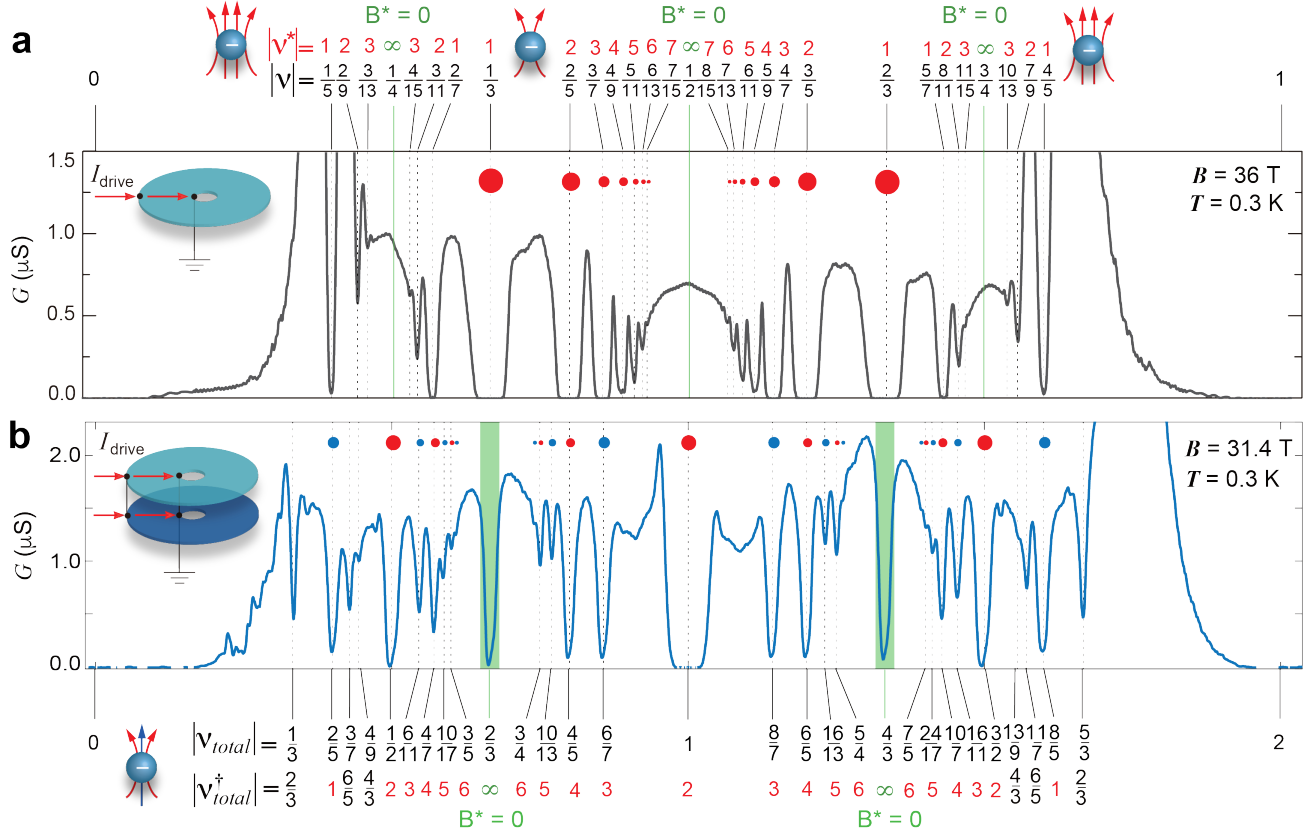 B* = 0 B* = 0 B* = 0
a
|ν*|= 1 2 3 ∞ 3 2 1 1 2 3 4 5 6 7 ∞ 7 6 5 4 3 2 1 1 2 3 ∞ 3 2 1
0 |ν|= 1/5 2/9 3/13 1/4 4/15 3/11 2/7 1/3 2/5 3/7 4/9 5/11 6/13 7/15 1/2 8/15 7/13 6/11 5/9 4/7 3/5 2/3 5/7 8/11 11/15 3/4 10/13 7/9 4/5 1
G (μS)
1.5
1.0
0.5
0.0
I drive
B = 36 T
T = 0.3 K
b
G (μS)
2.0
1.0
0.0
I drive
B = 31.4 T
T = 0.3 K
0 |ν total| = 1/3 2/5 3/7 4/9 1/2 6/11 4/7 10/17 3/5 2/3 3/4 10/13 4/5 6/7 1 8/7 6/5 16/13 5/4 4/3 7/5 24/17 10/7 16/11 3/2 13/9 11/7 8/5 5/3 2
|ν† total| = 2/3 1 6/5 4/3 2 3 4 5 6 ∞ 6 5 4 3 2 3 4 5 6 ∞ 6 5 4 3 2 4/3 6/5 1 2/3
B* = 0 B* = 0